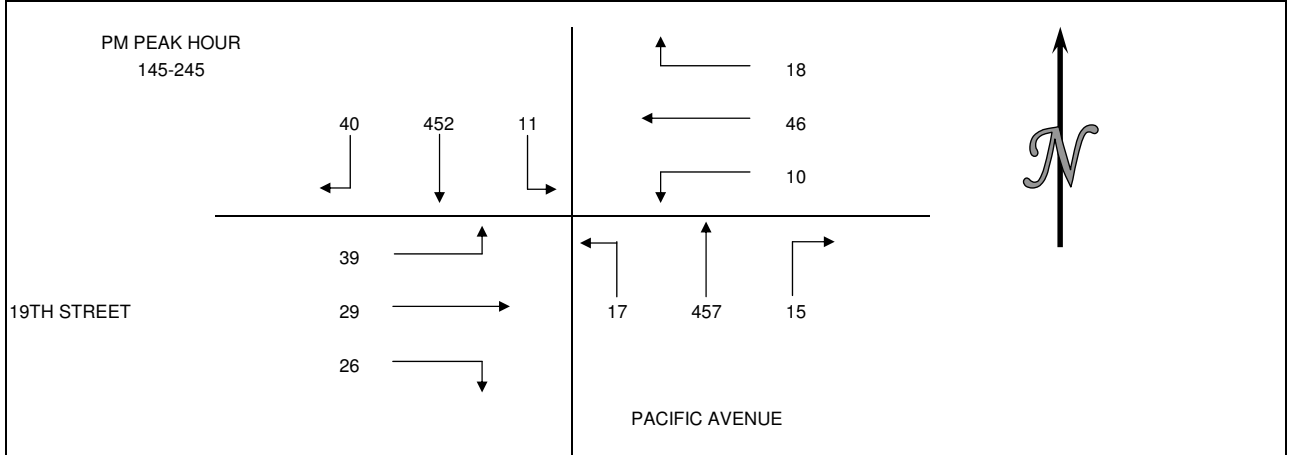 PM PEAK HOUR
145-245
18
40 452 11
46
10
39
19TH STREET
29
17 457 15
26
PACIFIC AVENUE
N